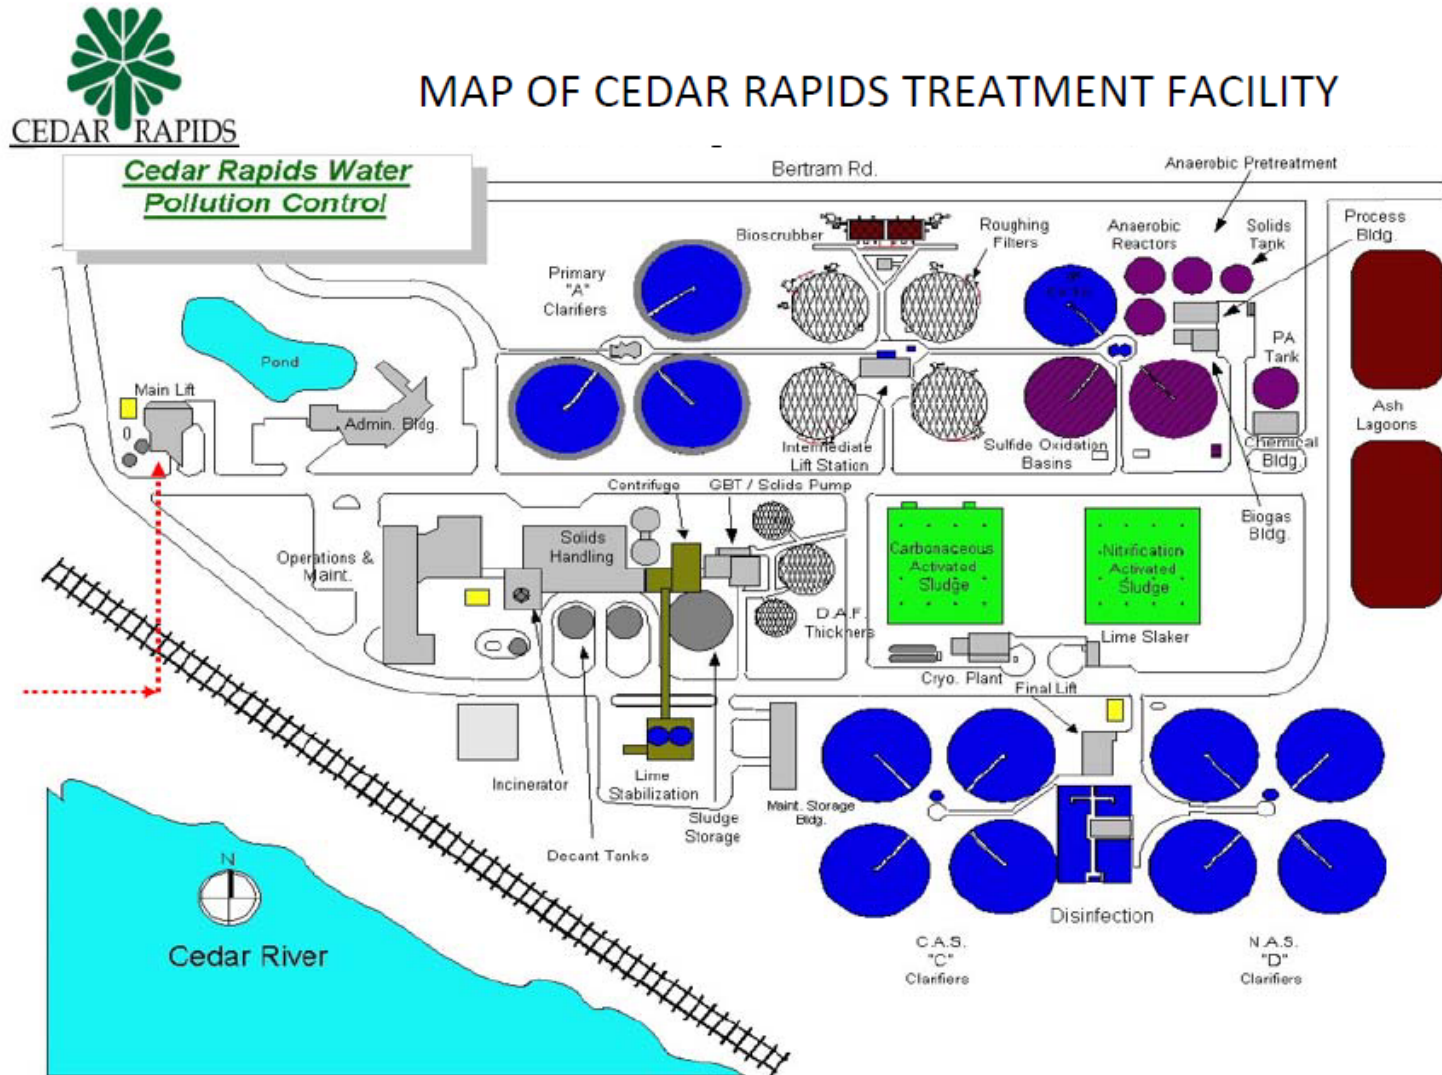 CEDAR RAPIDS
MAP OF CEDAR RAPIDS TREATMENT FACILITY
Cedar Rapids Water
Pollution Control
Bertram Rd.
Anaerobic Pretreatment
Bioscrubber
Roughing
Filters
Anaerobic
Reactors
Solids
Tank
Process
Bldg.
Primary
"A"
Clarifiers
Pond
PA
Tank
Main Lift
Admin. Bldg.
Ash
Lagoons
Intermediate
Lift Station
Sulfide Oxidation
Basins
Chemical
Bldg.
Centrifuge
GBT / Solids Pump
Biogas
Bldg.
Operations &
Maint.
Solids
Handling
Carbonaceous
Activated
Sludge
Nitrification
Activated
Sludge
D.A.F.
Thickners
Lime Slaker
Cryo. Plant
Final Lift
Incinerator
Lime
Stabilization
Sludge
Storage
Maint. Storage
Bldg.
Decant Tanks
N
Cedar River
Disinfection
C.A.S.
"C"
Clarifiers
N.A.S.
"D"
Clarifiers